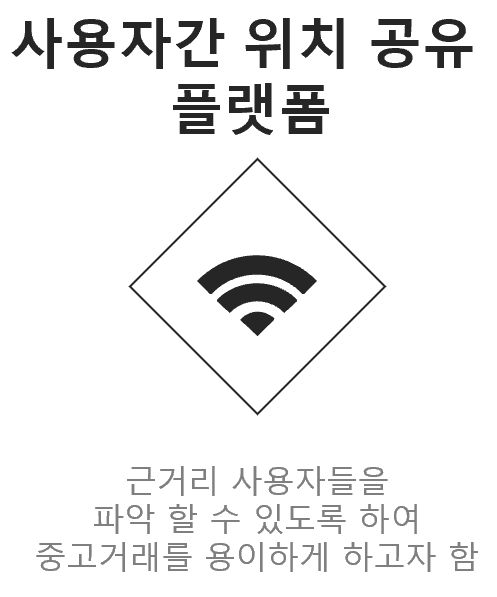 사용자간 위치 공유
플랫폼
근거리 사용자들을
파악 할 수 있도록 하여
중고거래를 용이하게 하고자 함